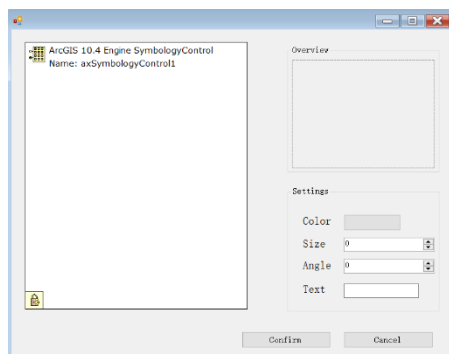 ArcGIS 10.4 Engine SymbologyControl
Name: axSymbologyControl1
Overview
Settings
Color
Size 0
Angle 0
Text
Confirm Cancel